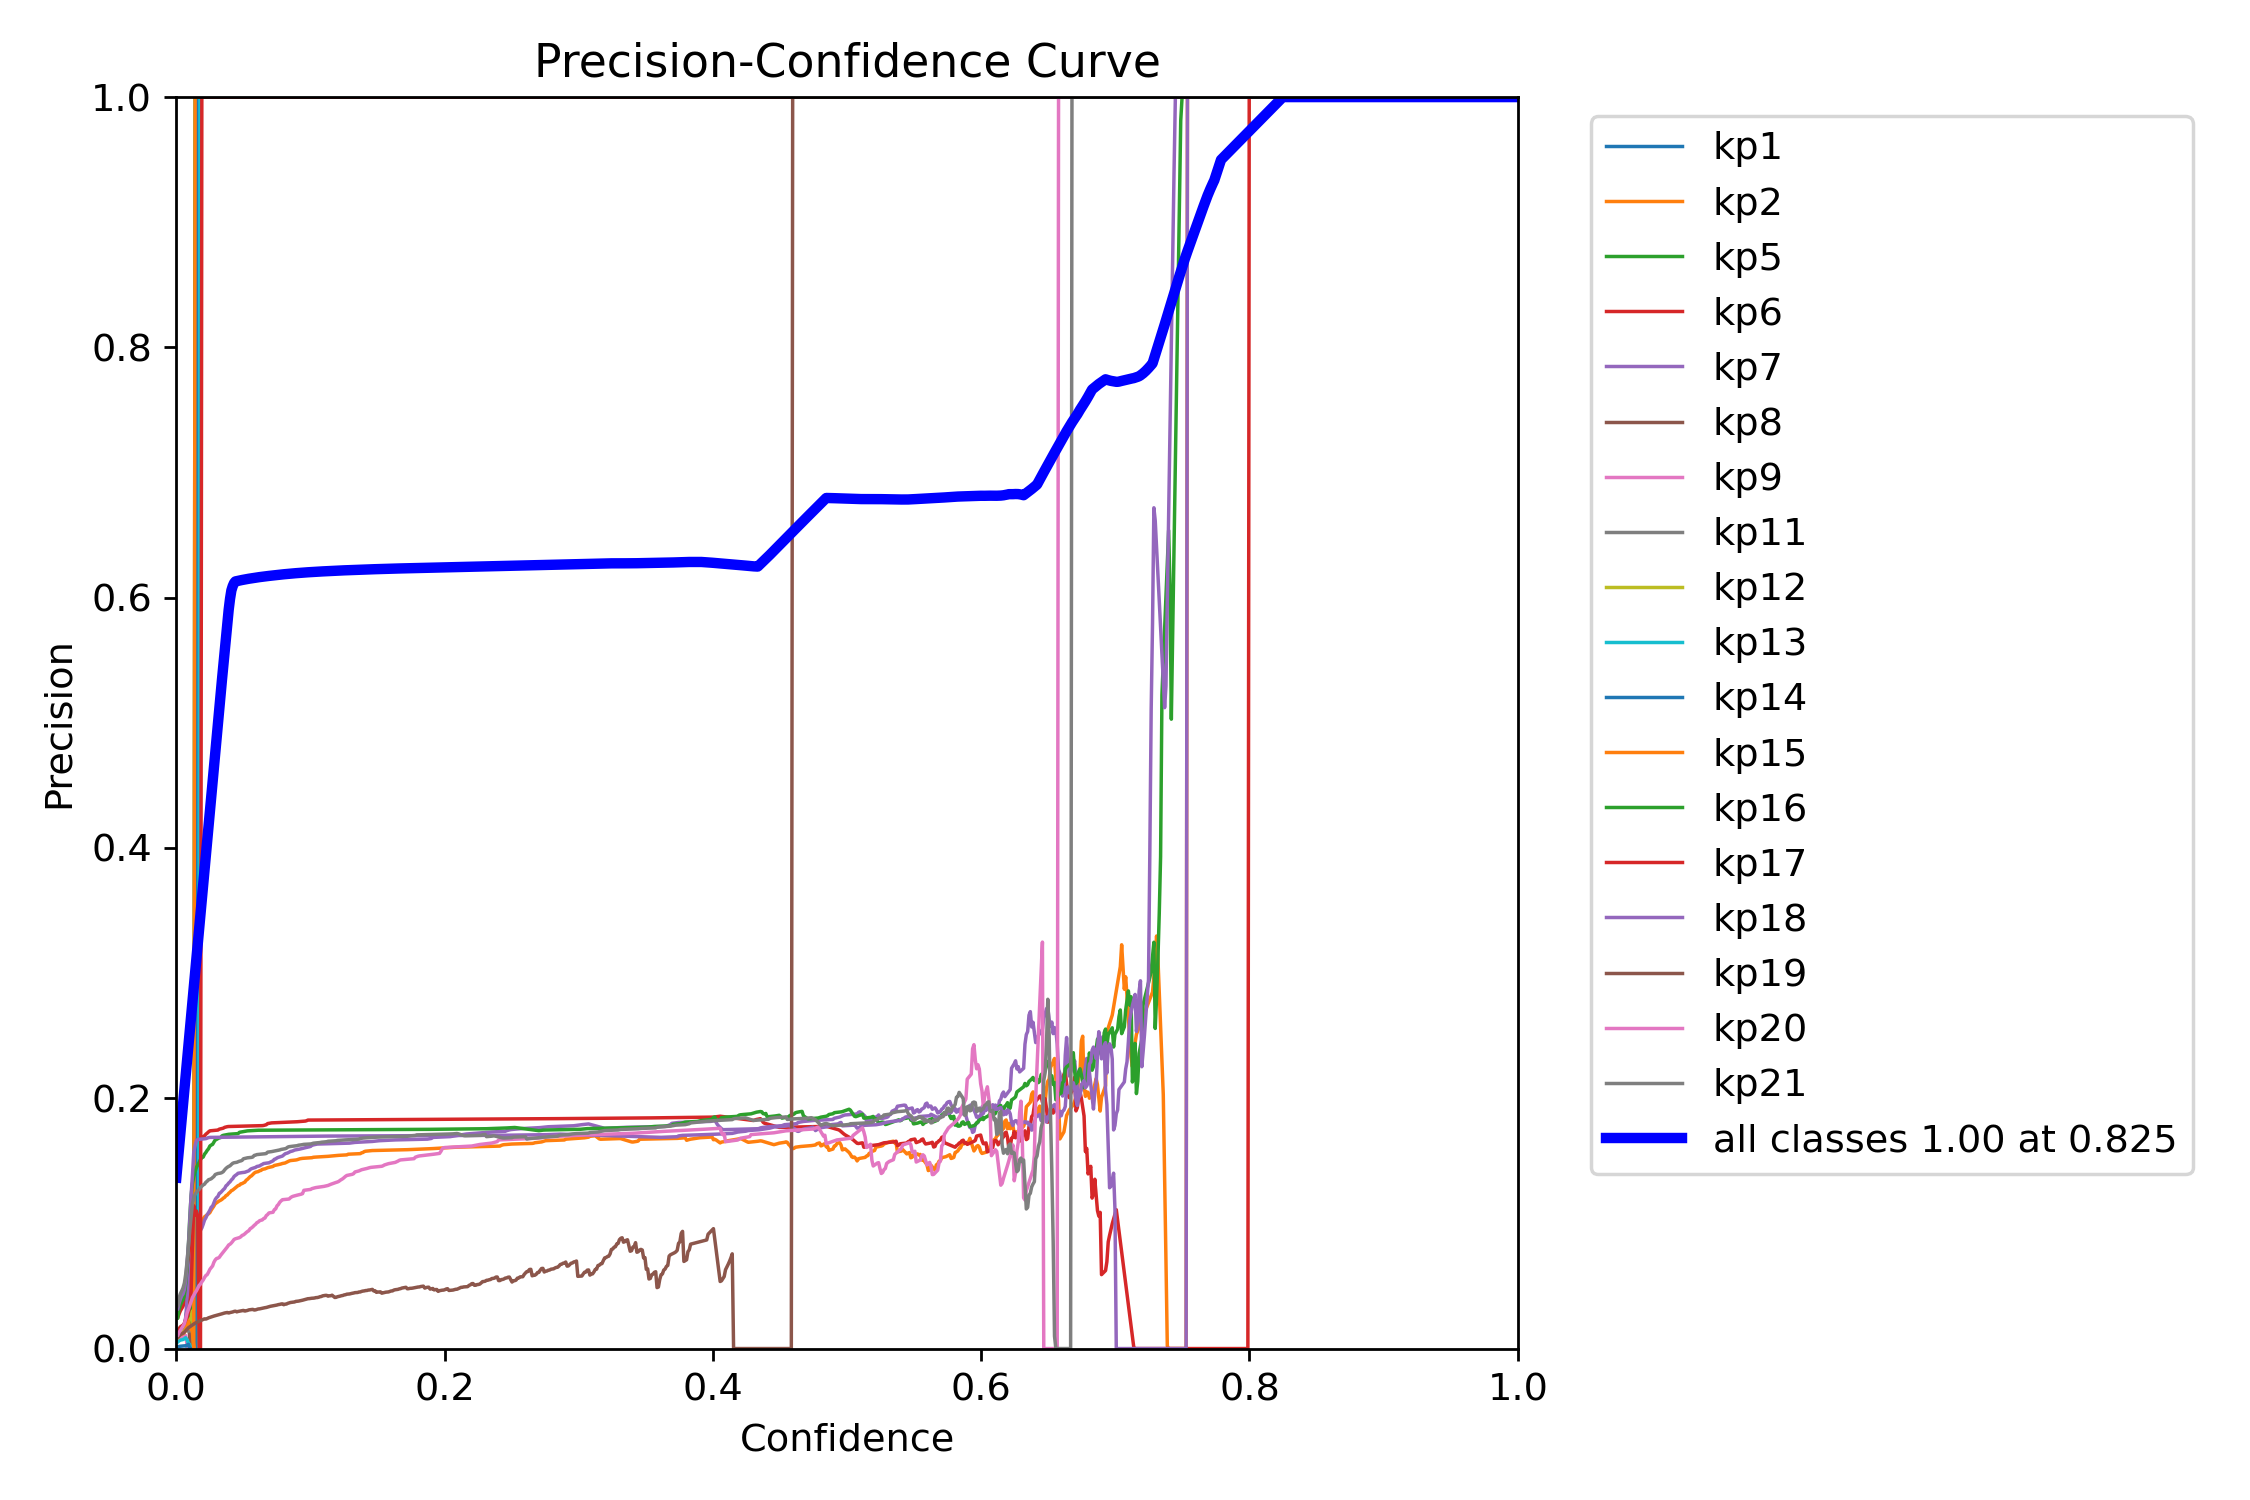 Precision-Confidence Curve
1.0
0.8
0.6
0.4
0.2
0.0
Precision
0.0 0.2 0.4 0.6 0.8 1.0
Confidence
kp1
kp2
kp5
kp6
kp7
kp8
kp9
kp11
kp12
kp13
kp14
kp15
kp16
kp17
kp18
kp19
kp20
kp21
all classes 1.00 at 0.825